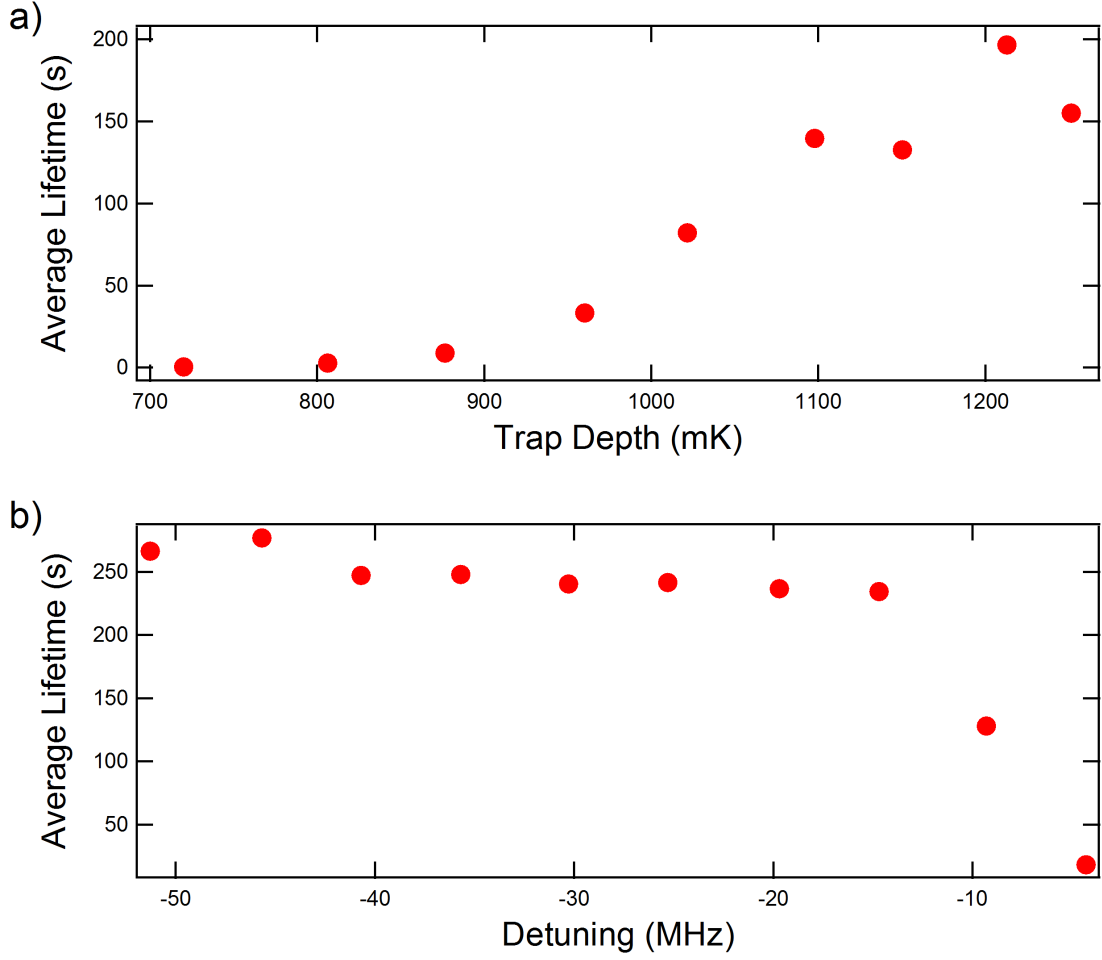 a)
Average Lifetime (s)
200
150
100
50
0
700 800 900 1000 1100 1200
Trap Depth (mK)
b)
Average Lifetime (s)
250
200
150
100
50
-50 -40 -30 -20 -10
Detuning (MHz)